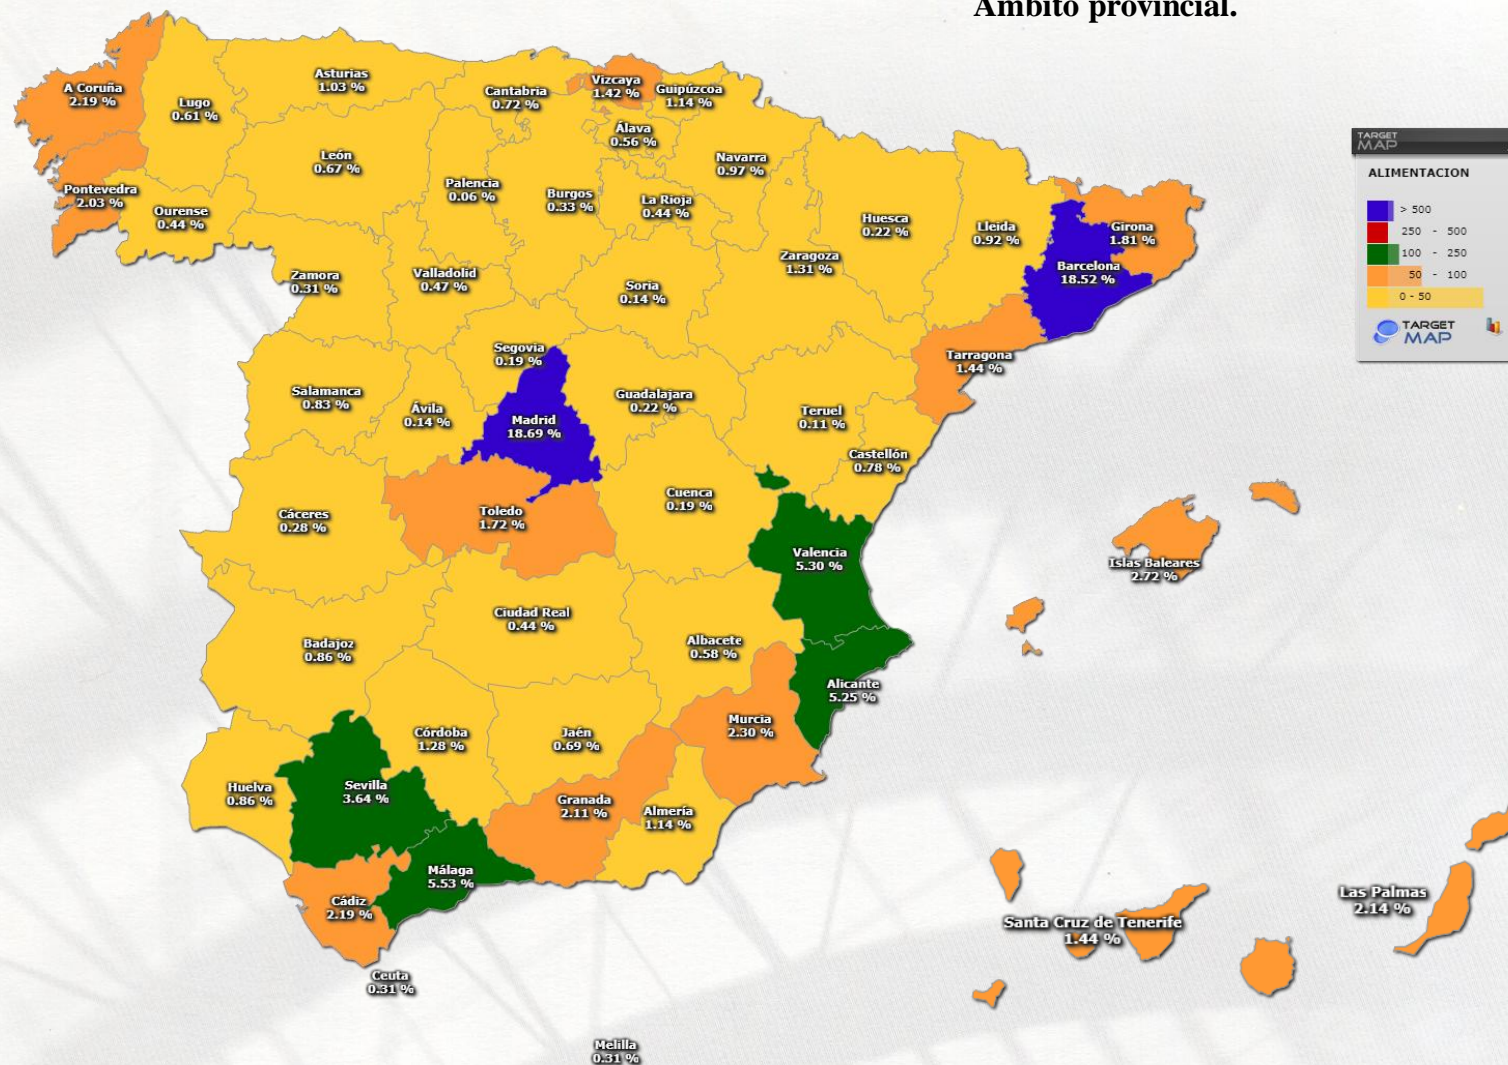 Ámbito provincial.
A Coruña
2.19 %
Lugo
0.61 %
Asturias
1.03 %
Cantabria
0.72 %
Vizcaya
1.42 %
Guipúzcoa
1.14 %
Álava
0.56 %
Navarra
0.97 %
León
0.67 %
Palencia
0.06 %
Burgos
0.33 %
La Rioja
0.44 %
Pontevedra
2.03 %
Ourense
0.44 %
Huesca
0.22 %
Lleida
0.92 %
Girona
1.81 %
Barcelona
18.52 %
Zaragoza
1.31 %
Zamora
0.31 %
Valladolid
0.47 %
Soria
0.14 %
Segovia
0.19 %
Tarragona
1.44 %
Salamanca
0.83 %
Ávila
0.14 %
Madrid
18.69 %
Guadalajara
0.22 %
Teruel
0.11 %
Castellón
0.78 %
Cáceres
0.28 %
Toledo
1.72 %
Cuenca
0.19 %
Valencia
5.30 %
Islas Baleares
2.72 %
Badajoz
0.86 %
Ciudad Real
0.44 %
Albacete
0.58 %
Alicante
5.25 %
Córdoba
1.28 %
Jaén
0.69 %
Murcia
2.30 %
Huelva
0.86 %
Sevilla
3.64 %
Granada
2.11 %
Almería
1.14 %
Málaga
5.53 %
Cádiz
2.19 %
Ceuta
0.31 %
Melilla
0.31 %
Santa Cruz de Tenerife
1.44 %
Las Palmas
2.14 %
TARGET
MAP
ALIMENTACION
> 500
250 - 500
100 - 250
50 - 100
0 - 50
TARGET
MAP